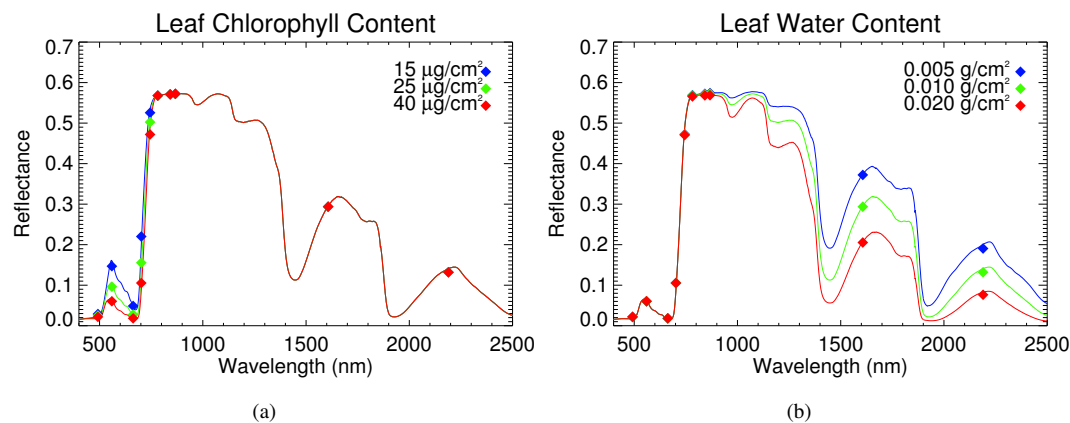 Leaf Chlorophyll Content
0.7
0.6
0.5
0.4
0.3
0.2
0.1
0.0
Reflectance
15 µg/cm²
25 µg/cm²
40 µg/cm²
500 1000 1500 2000 2500
Wavelength (nm)
(a)
Leaf Water Content
0.7
0.6
0.5
0.4
0.3
0.2
0.1
0.0
Reflectance
0.005 g/cm²
0.010 g/cm²
0.020 g/cm²
500 1000 1500 2000 2500
Wavelength (nm)
(b)